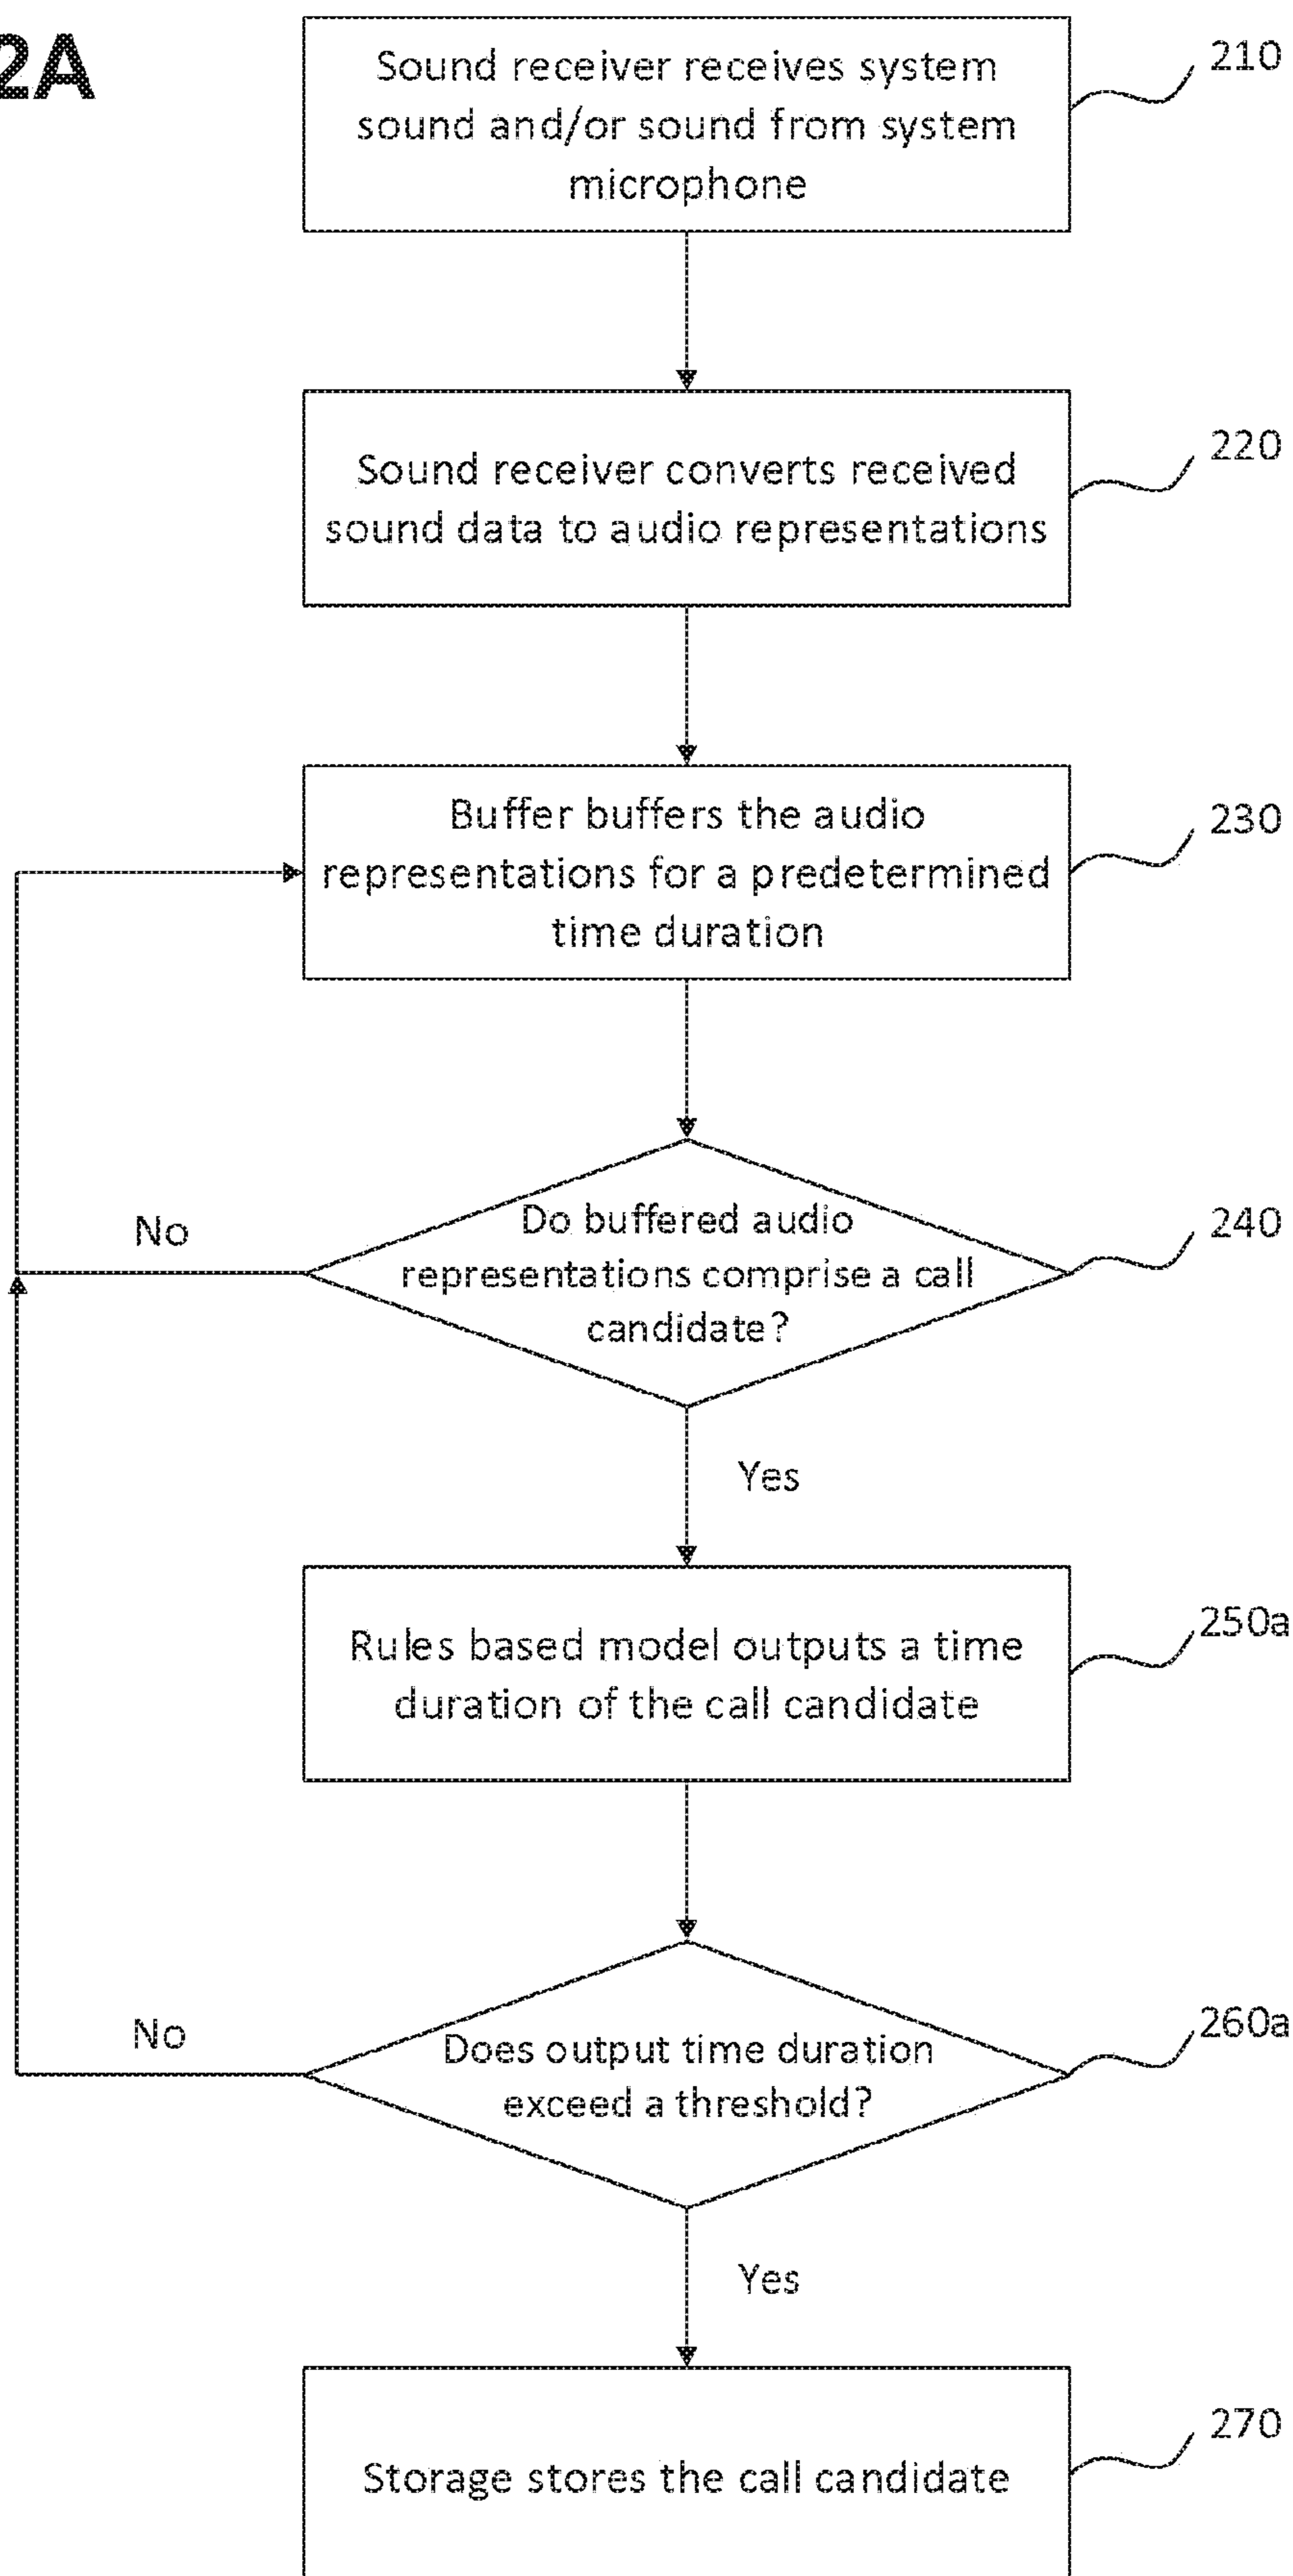 2A
Sound receiver receives system
sound and/or sound from system
microphone
210
Sound receiver converts received
sound data to audio representations
220
Buffer buffers the audio
representations for a predetermined
time duration
230
Do buffered audio
representations comprise a call
candidate?
240
No
Yes
Rules based model outputs a time
duration of the call candidate
250a
Does output time duration
exceed a threshold?
260a
No
Yes
Storage stores the call candidate
270